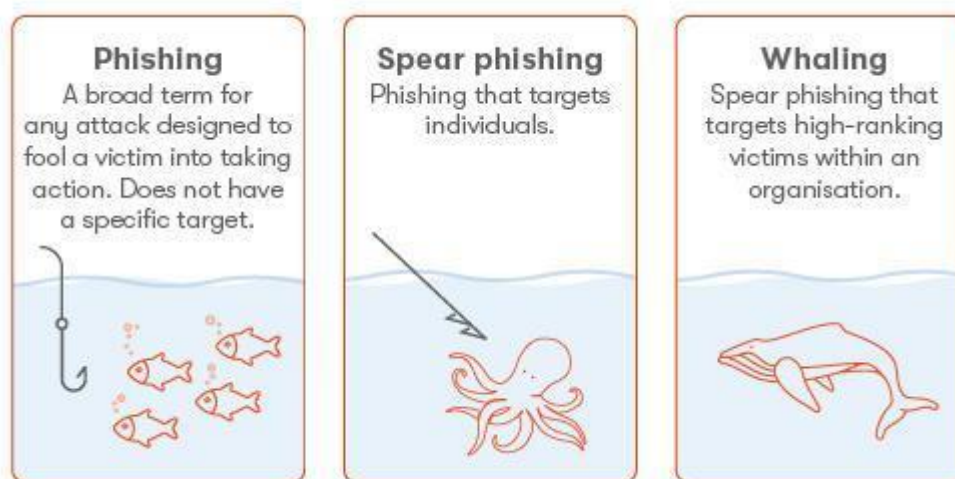 Phishing
A broad term for
any attack designed to
fool a victim into taking
action. Does not have
a specific target.
Spear phishing
Phishing that targets
individuals.
Whaling
Spear phishing that
targets high-ranking
victims within an
organisation.